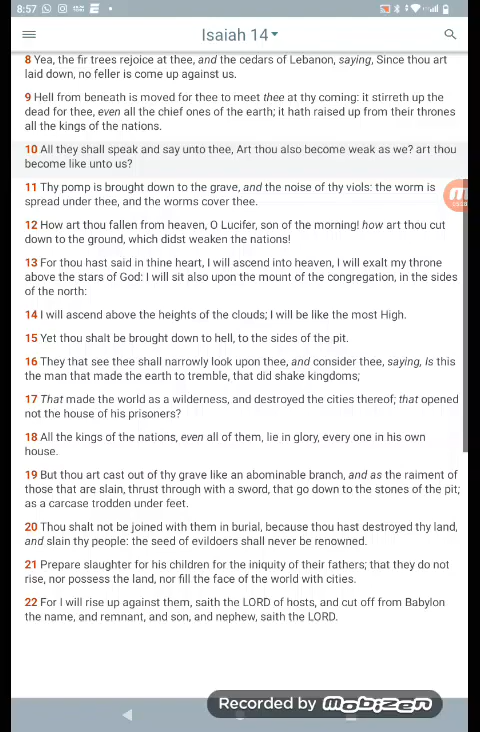 8:57
Isaiah 14
8 Yea, the fir trees rejoice at thee, and the cedars of Lebanon, saying, Since thou art
laid down, no feller is come up against us.
9 Hell from beneath is moved for thee to meet thee at thy coming: it stirreth up the
dead for thee, even all the chief ones of the earth; it hath raised up from their thrones
all the kings of the nations.
10 All they shall speak and say unto thee, Art thou also become weak as we? art thou
become like unto us?
11 Thy pomp is brought down to the grave, and the noise of thy viols: the worm is
spread under thee, and the worms cover thee.
12 How art thou fallen from heaven, O Lucifer, son of the morning! how art thou cut
down to the ground, which didst weaken the nations!
13 For thou hast said in thine heart, I will ascend into heaven, I will exalt my throne
above the stars of God: I will sit also upon the mount of the congregation, in the sides
of the north:
14 I will ascend above the heights of the clouds; I will be like the most High.
15 Yet thou shalt be brought down to hell, to the sides of the pit.
16 They that see thee shall narrowly look upon thee, and consider thee, saying, Is this
the man that made the earth to tremble, that did shake kingdoms;
17 That made the world as a wilderness, and destroyed the cities thereof; that opened
not the house of his prisoners?
18 All the kings of the nations, even all of them, lie in glory, every one in his own
house.
19 But thou art cast out of thy grave like an abominable branch, and as the raiment of
those that are slain, thrust through with a sword, that go down to the stones of the pit;
as a carcase trodden under feet.
20 Thou shalt not be joined with them in burial, because thou hast destroyed thy land,
and slain thy people: the seed of evildoers shall never be renowned.
21 Prepare slaughter for his children for the iniquity of their fathers; that they do not
rise, nor possess the land, nor fill the face of the world with cities.
22 For I will rise up against them, saith the LORD of hosts, and cut off from Babylon
the name, and remnant, and son, and nephew, saith the LORD.
Recorded by Mobizen